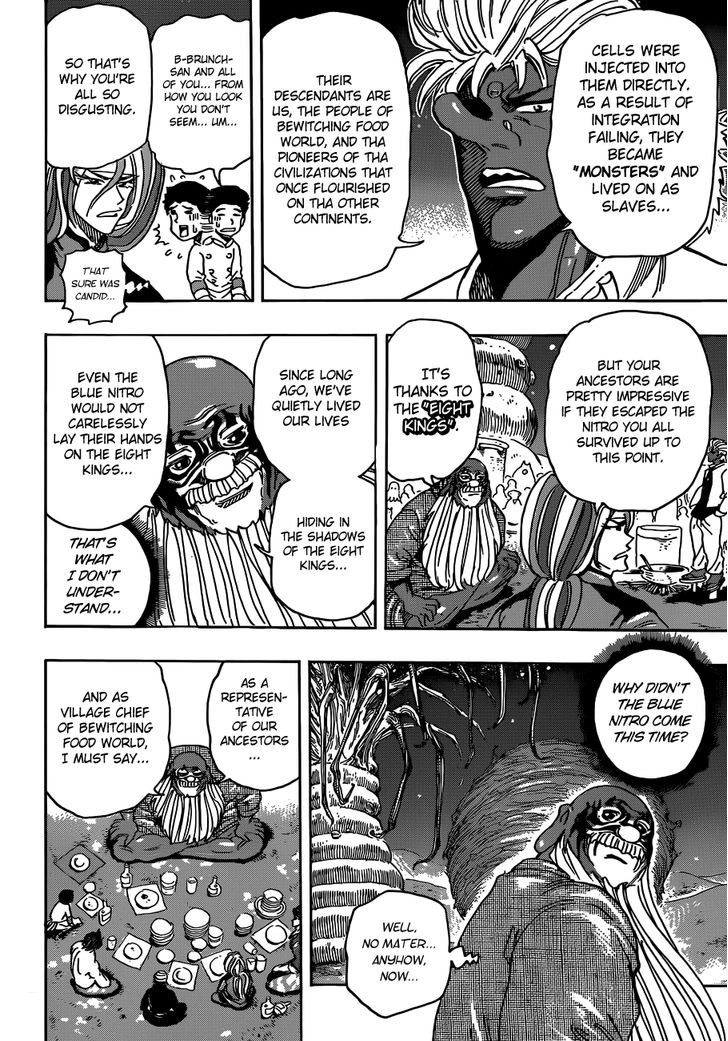 CELLS WERE
INJECTED INTO
THEM DIRECTLY.
AS A RESULT OF
INTEGRATION
FAILING, THEY
BECAME
"MONSTERS" AND
LIVED ON AS
SLAVES...
THEIR
DESCENDANTS ARE
US, THE PEOPLE OF
BEWITCHING FOOD
WORLD, AND THA
PIONEERS OF THA
CIVILIZATIONS THAT
ONCE FLOURISHED
ON THA OTHER
CONTINENTS.
B-BRUNCH-
SAN AND ALL
OF YOU... FROM
HOW YOU LOOK
YOU DON'T
SEEM... UM...
SO THAT'S
WHY YOU'RE
ALL SO
DISGUSTING.
THAT
SURE WAS
CANDID...
BUT YOUR
ANCESTORS ARE
PRETTY IMPRESSIVE
IF THEY ESCAPED THE
NITRO YOU ALL
SURVIVED UP TO
THIS POINT.
IT'S
THANKS TO
THE "EIGHT
KINGS".
SINCE LONG
AGO, WE'VE
QUIETLY LIVED
OUR LIVES
HIDING IN
THE SHADOWS
OF THE EIGHT
KINGS...
EVEN THE
BLUE NITRO
WOULD NOT
CARELESSLY
LAY THEIR HANDS
ON THE EIGHT
KINGS...
THAT'S
WHAT
I DON'T
UNDER-
STAND...
WHY DIDN'T
THE BLUE
NITRO COME
THIS TIME?
WELL,
NO MATER...
ANYHOW,
NOW...
AS A
REPRESEN-
TATIVE
OF OUR
ANCESTORS
...
AND AS
VILLAGE CHIEF
OF BEWITCHING
FOOD WORLD,
I MUST SAY...